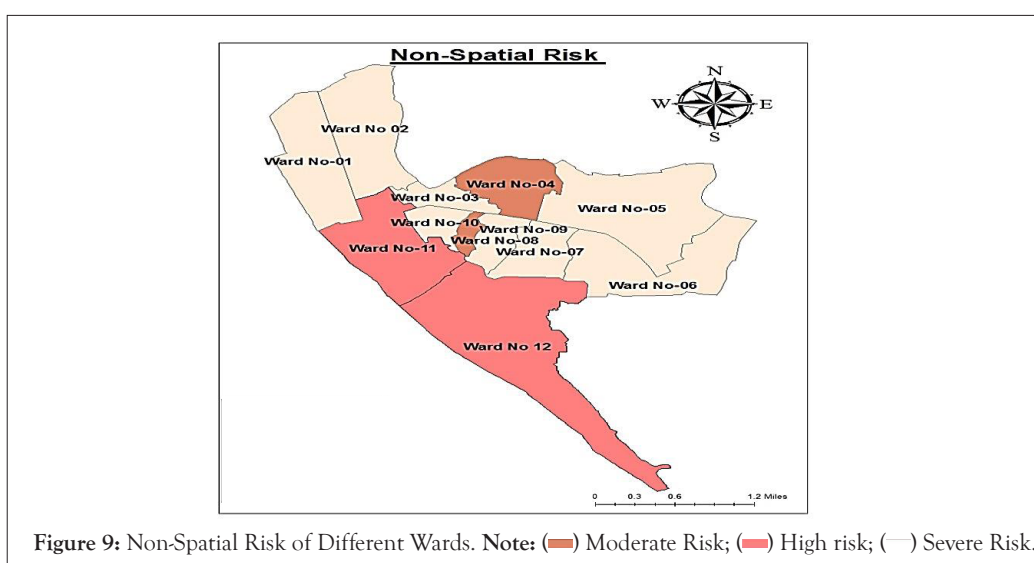 Non-Spatial Risk
N
W E
S
Ward No 02
Ward No-01
Ward No-04
Ward No-03
Ward No-05
Ward No-10
Ward No-09
Ward No-08
Ward No-11
Ward No-07
Ward No-06
Ward No 12
0 0.3 0.6 1.2 Miles
Figure 9: Non-Spatial Risk of Different Wards. Note: ( ) Moderate Risk; ( ) High risk; ( ) Severe Risk.